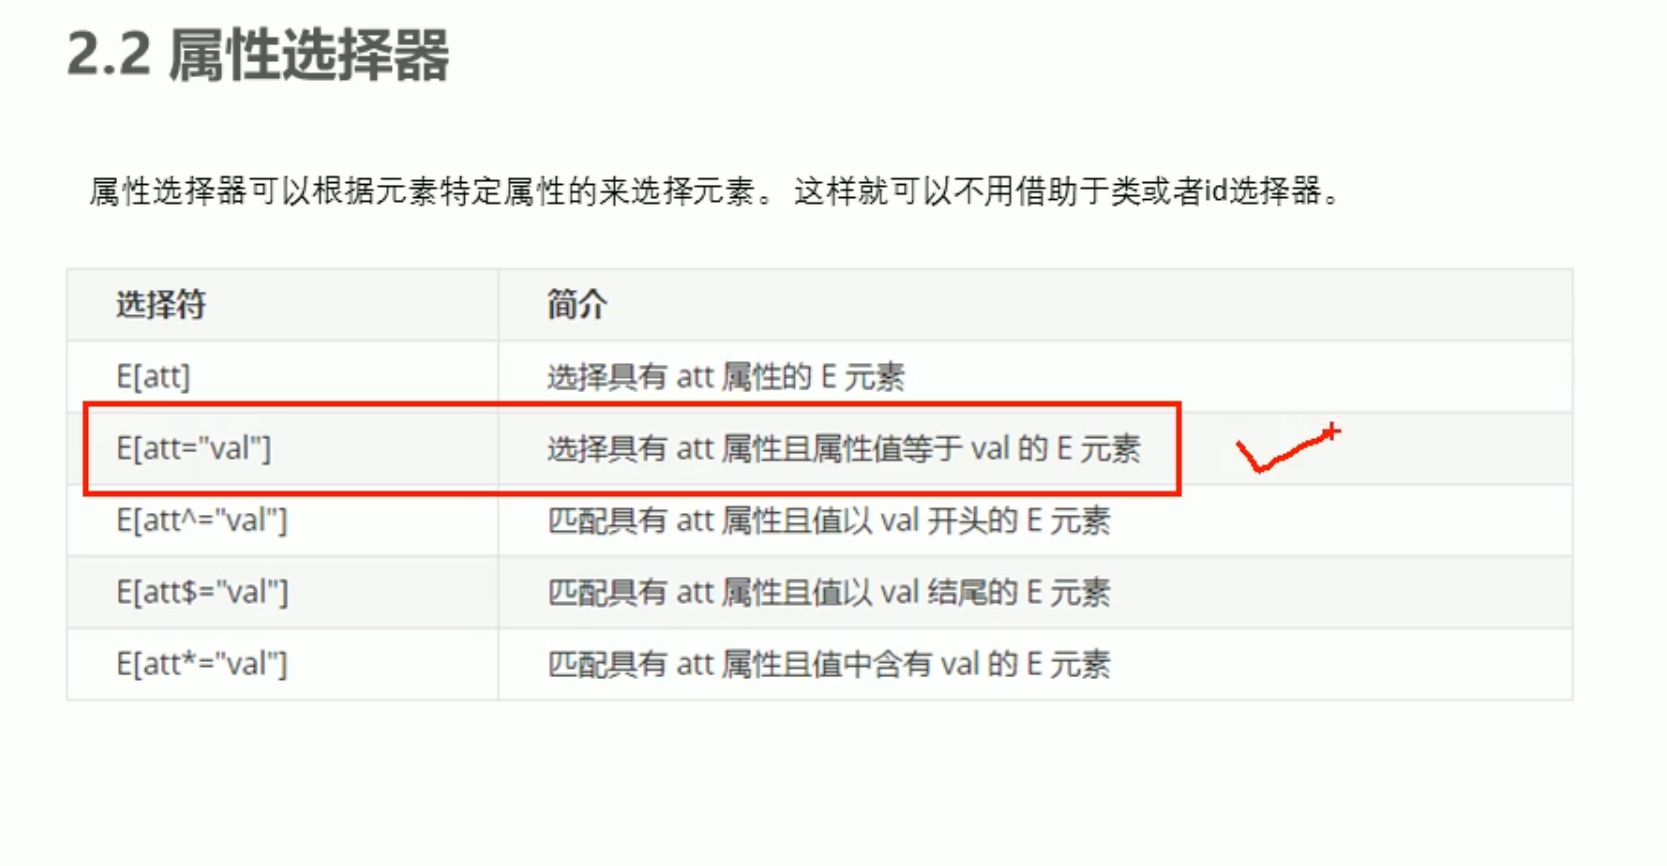 2.2 属性选择器
属性选择器可以根据元素特定属性的来选择元素。 这样就可以不用借助于类或者id选择器。
选择符 简介
E[att] 选择具有 att 属性的 E 元素
E[att="val"] 选择具有 att 属性且属性值等于 val 的 E 元素
E[att^="val"] 匹配具有 att 属性且值以 val 开头的 E 元素
E[att$="val"] 匹配具有 att 属性且值以 val 结尾的 E 元素
E[att*="val"] 匹配具有 att 属性且值中含有 val 的 E 元素